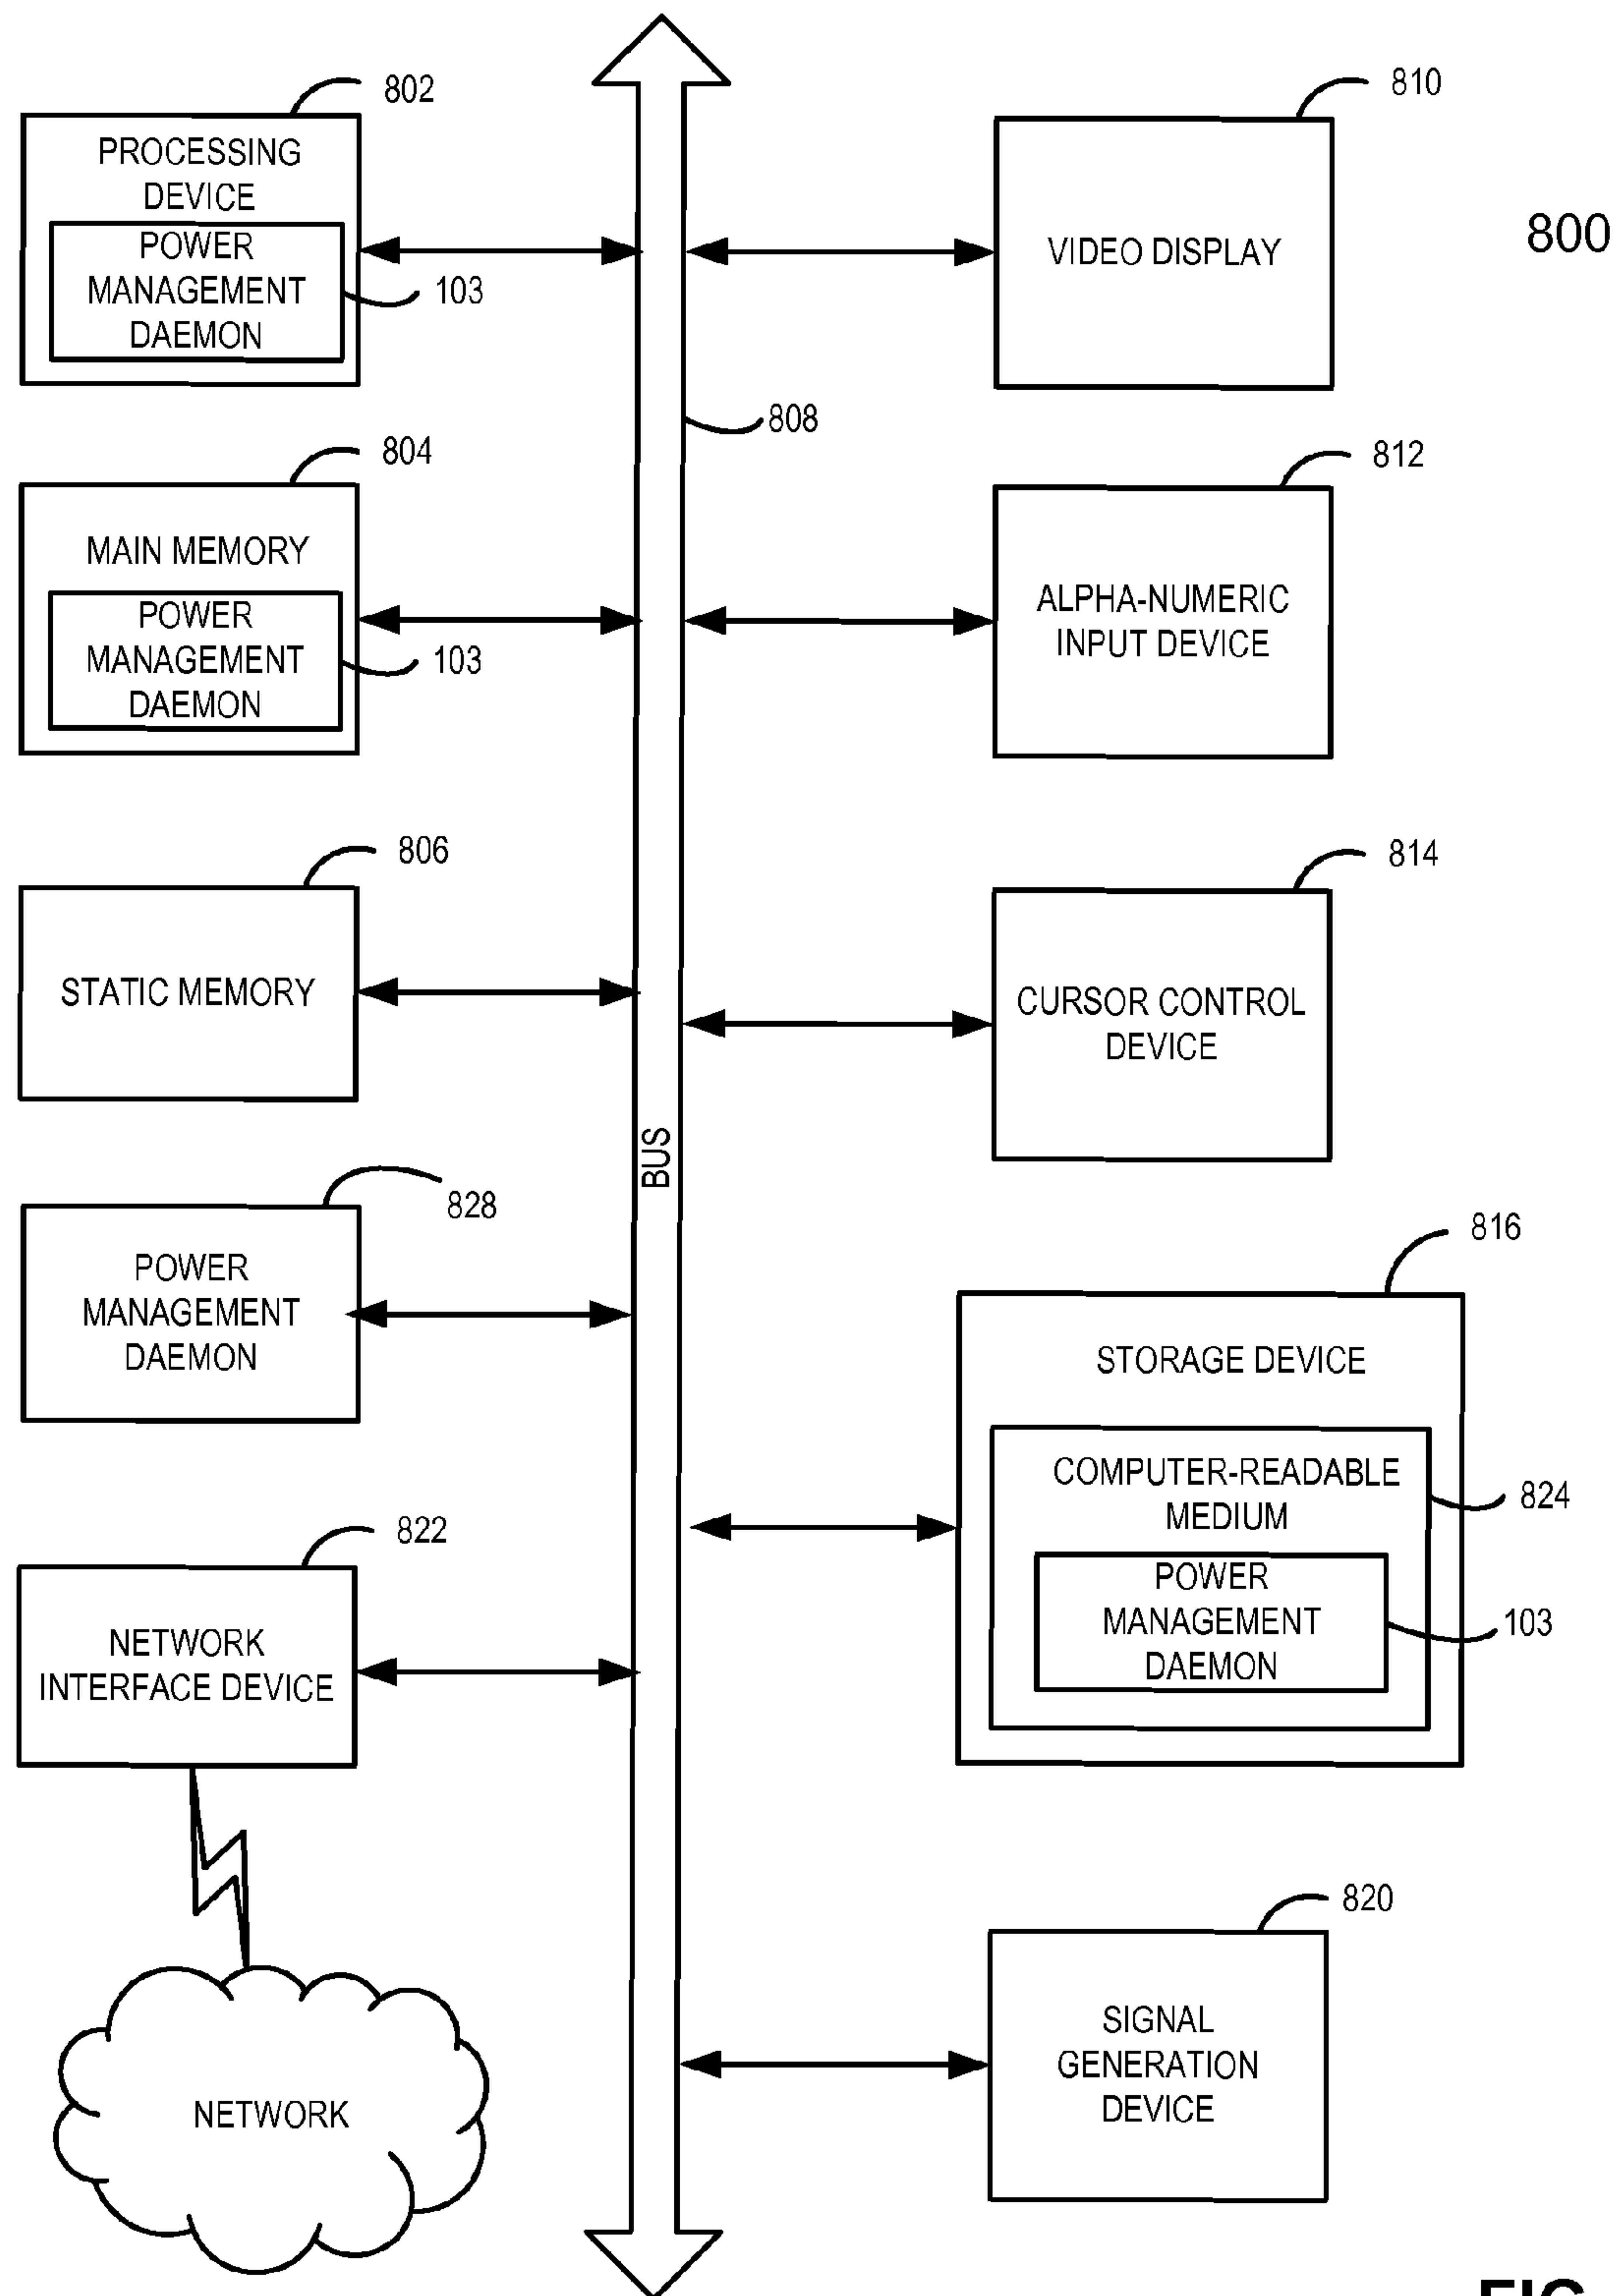 802
PROCESSING
DEVICE
POWER
MANAGEMENT
DAEMON
103
804
MAIN MEMORY
POWER
MANAGEMENT
DAEMON
103
806
STATIC MEMORY
828
POWER
MANAGEMENT
DAEMON
822
NETWORK
INTERFACE DEVICE
NETWORK
808
BUS
810
VIDEO DISPLAY
800
812
ALPHA-NUMERIC
INPUT DEVICE
814
CURSOR CONTROL
DEVICE
816
STORAGE DEVICE
COMPUTER-READABLE
MEDIUM
824
POWER
MANAGEMENT
DAEMON
103
820
SIGNAL
GENERATION
DEVICE